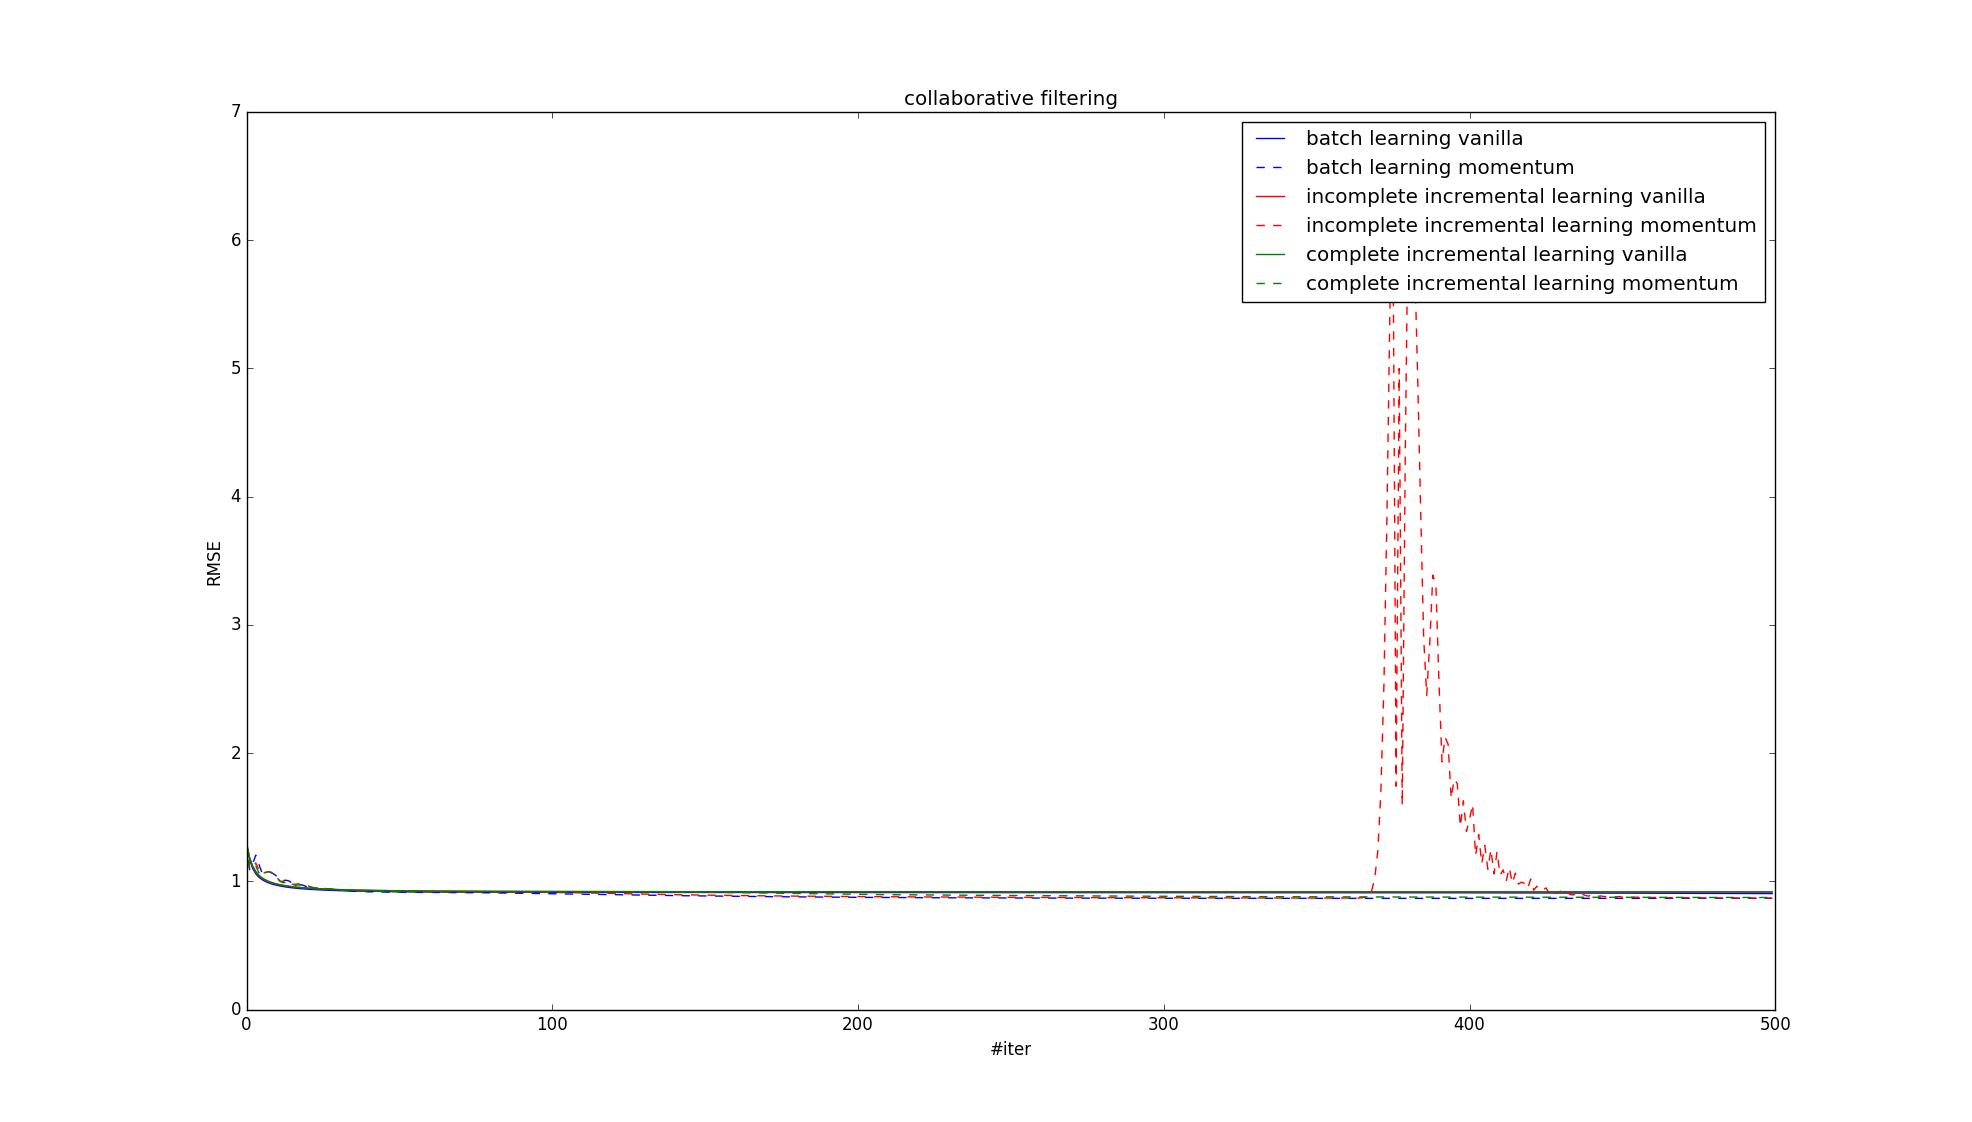 collaborative filtering
7
6
5
4
3
2
1
0
RMSE
batch learning vanilla
batch learning momentum
incomplete incremental learning vanilla
incomplete incremental learning momentum
complete incremental learning vanilla
complete incremental learning momentum
0 100 200 300 400 500
#iter